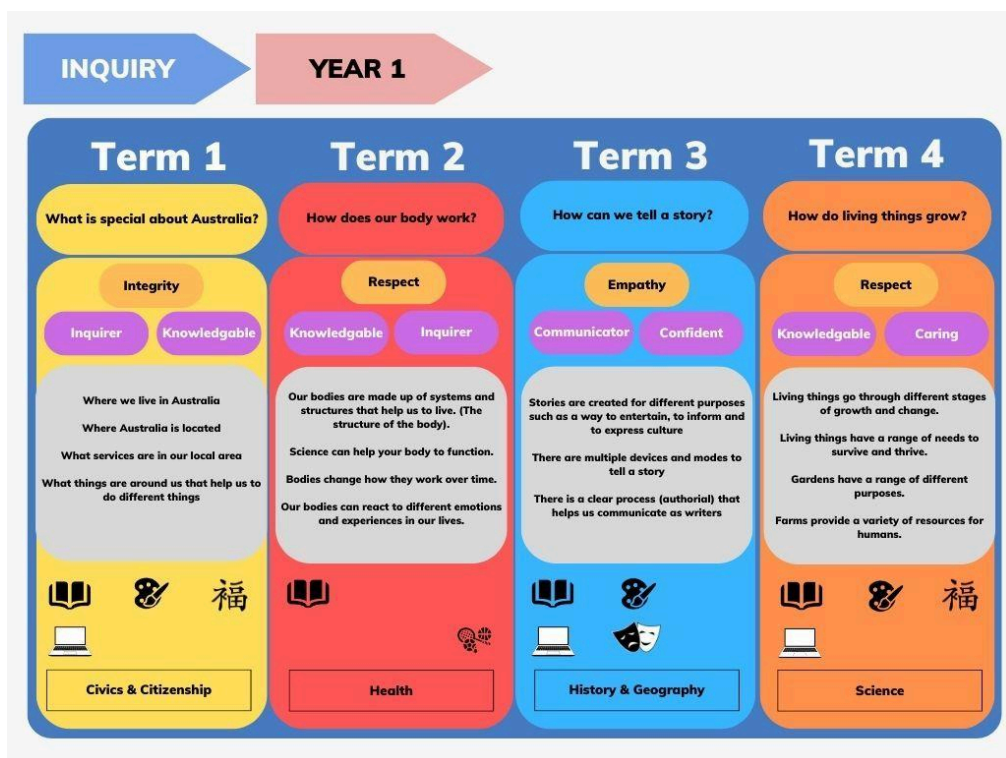 INQUIRY
YEAR 1
Term 1
What is special about Australia?
Integrity
Inquirer
Knowledgable
Where we live in Australia
Where Australia is located
What services are in our local area
What things are around us that help us to
do different things
福
Civics & Citizenship
Term 2
How does our body work?
Respect
Knowledgable
Inquirer
Our bodies are made up of systems and
structures that help us to live. (The
structure of the body).
Science can help your body to function.
Bodies change how they work over time.
Our bodies can react to different emotions
and experiences in our lives.
Health
Term 3
How can we tell a story?
Empathy
Communicator
Confident
Stories are created for different purposes
such as a way to entertain, to inform and
to express culture
There are multiple devices and modes to
tell a story
There is a clear process (authorial) that
helps us communicate as writers
History & Geography
Term 4
How do living things grow?
Respect
Knowledgable
Caring
Living things go through different stages
of growth and change.
Living things have a range of needs to
survive and thrive.
Gardens have a range of different
purposes.
Farms provide a variety of resources for
humans.
福
Science